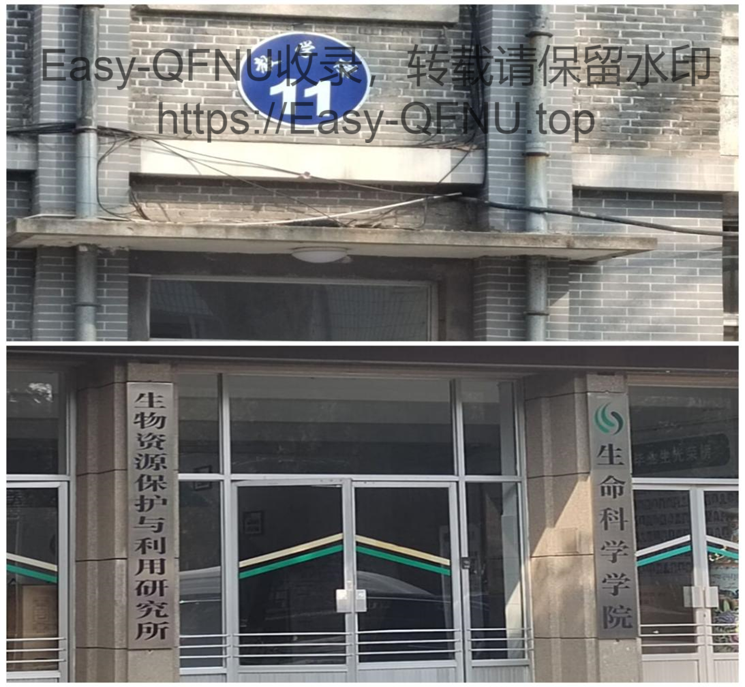 Easy-QFNU收录，转载请保留水印
https://Easy-QFNU.top
11
生物资源保护与利用研究所
生命科学学院